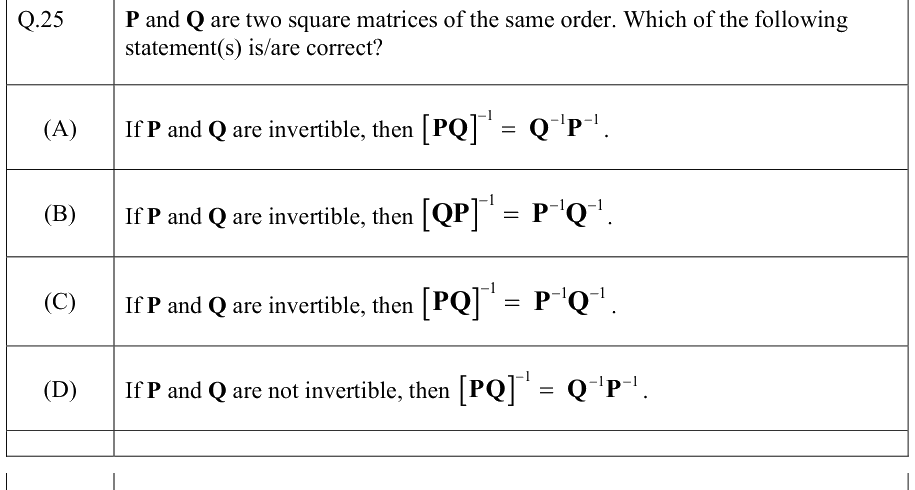 Q.25 P and Q are two square matrices of the same order. Which of the following
statement(s) is/are correct?
(A) If P and Q are invertible, then [PQ]⁻¹ = Q⁻¹P⁻¹.
(B) If P and Q are invertible, then [QP]⁻¹ = P⁻¹Q⁻¹.
(C) If P and Q are invertible, then [PQ]⁻¹ = P⁻¹Q⁻¹.
(D) If P and Q are not invertible, then [PQ]⁻¹ = Q⁻¹P⁻¹.